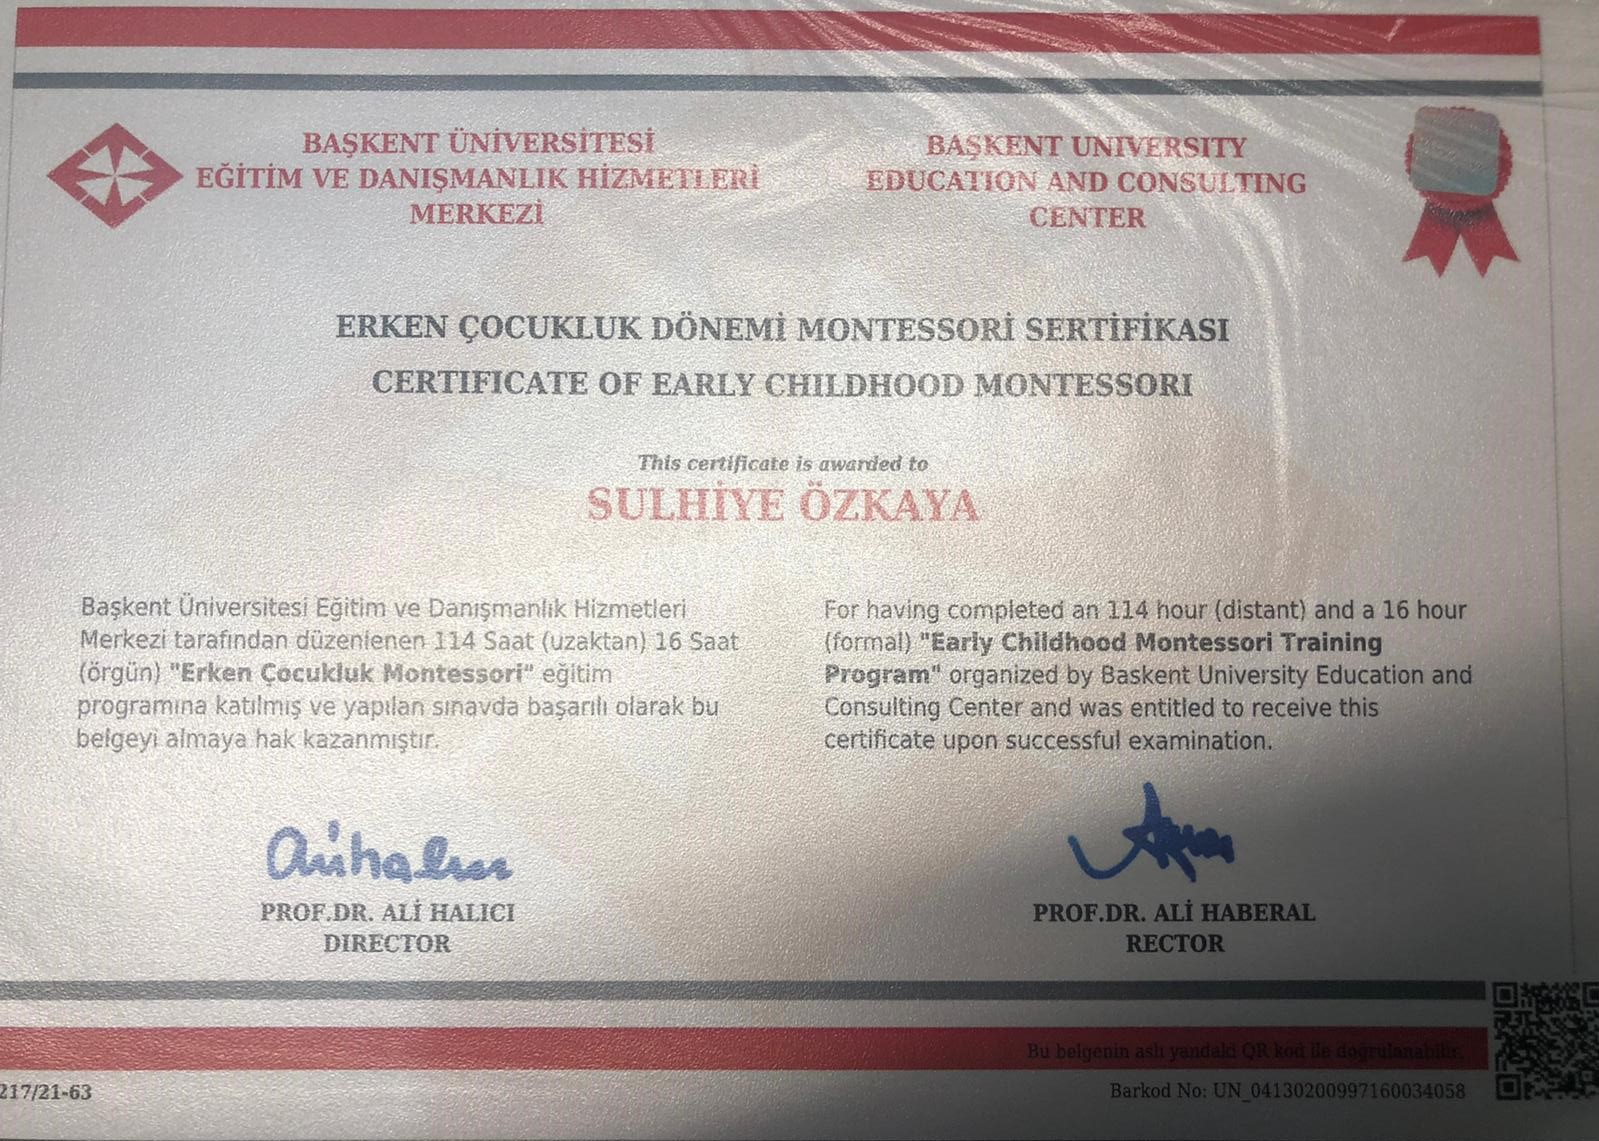 BAŞKENT ÜNİVERSİTESİ
EĞİTİM VE DANIŞMANLIK HİZMETLERİ
MERKEZİ
BAŞKENT UNIVERSITY
EDUCATION AND CONSULTING
CENTER
ERKEN ÇOCUKLUK DÖNEMİ MONTESSORİ SERTİFİKASI
CERTIFICATE OF EARLY CHILDHOOD MONTESSORI
This certificate is awarded to
SULHİYE ÖZKAYA
Başkent Üniversitesi Eğitim ve Danışmanlık Hizmetleri
Merkezi tarafından düzenlenen 114 Saat (uzaktan) 16 Saat
(örgün) "Erken Çocukluk Montessori" eğitim
programına katılmış ve yapılan sınavda başarılı olarak bu
belgeyi almaya hak kazanmıştır.
For having completed an 114 hour (distant) and a 16 hour
(formal) "Early Childhood Montessori Training
Program" organized by Baskent University Education and
Consulting Center and was entitled to receive this
certificate upon successful examination.
PROF.DR. ALİ HALICI
DIRECTOR
PROF.DR. ALİ HABERAL
RECTOR
Bu belgenin aslı yandaki QR kod ile doğrulanabilir.
217/21-63
Barkod No: UN_04130200997160034058